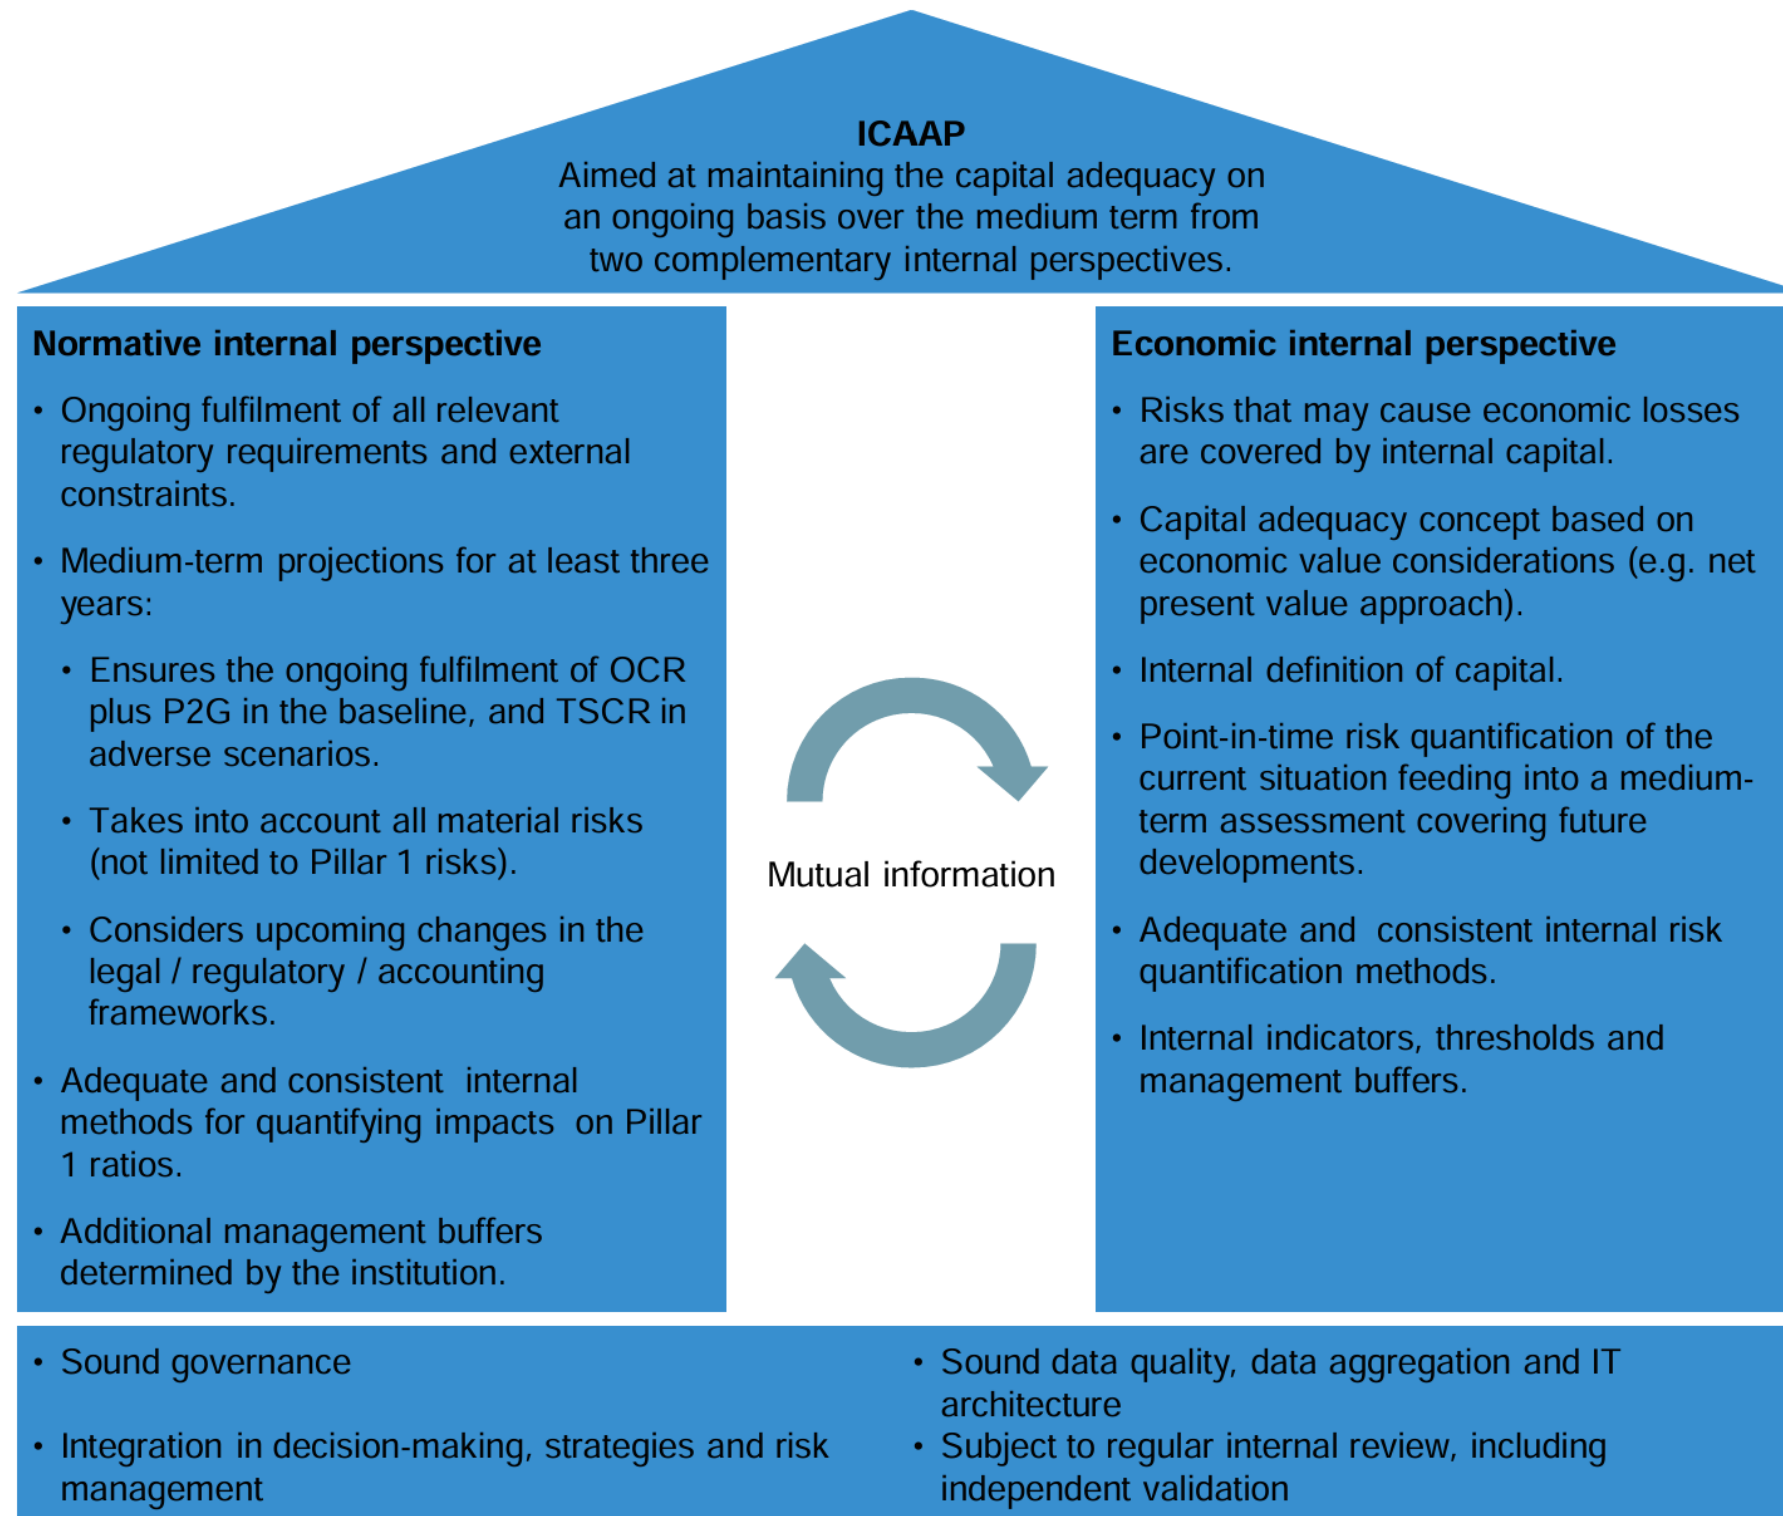 ICAAP
Aimed at maintaining the capital adequacy on
an ongoing basis over the medium term from
two complementary internal perspectives.
Normative internal perspective
• Ongoing fulfilment of all relevant
regulatory requirements and external
constraints.
• Medium-term projections for at least three
years:
• Ensures the ongoing fulfilment of OCR
plus P2G in the baseline, and TSCR in
adverse scenarios.
• Takes into account all material risks
(not limited to Pillar 1 risks).
• Considers upcoming changes in the
legal / regulatory / accounting
frameworks.
• Adequate and consistent internal
methods for quantifying impacts on Pillar
1 ratios.
• Additional management buffers
determined by the institution.
Mutual information
Economic internal perspective
• Risks that may cause economic losses
are covered by internal capital.
• Capital adequacy concept based on
economic value considerations (e.g. net
present value approach).
• Internal definition of capital.
• Point-in-time risk quantification of the
current situation feeding into a medium-
term assessment covering future
developments.
• Adequate and consistent internal risk
quantification methods.
• Internal indicators, thresholds and
management buffers.
• Sound governance
• Integration in decision-making, strategies and risk
management
• Sound data quality, data aggregation and IT
architecture
• Subject to regular internal review, including
independent validation